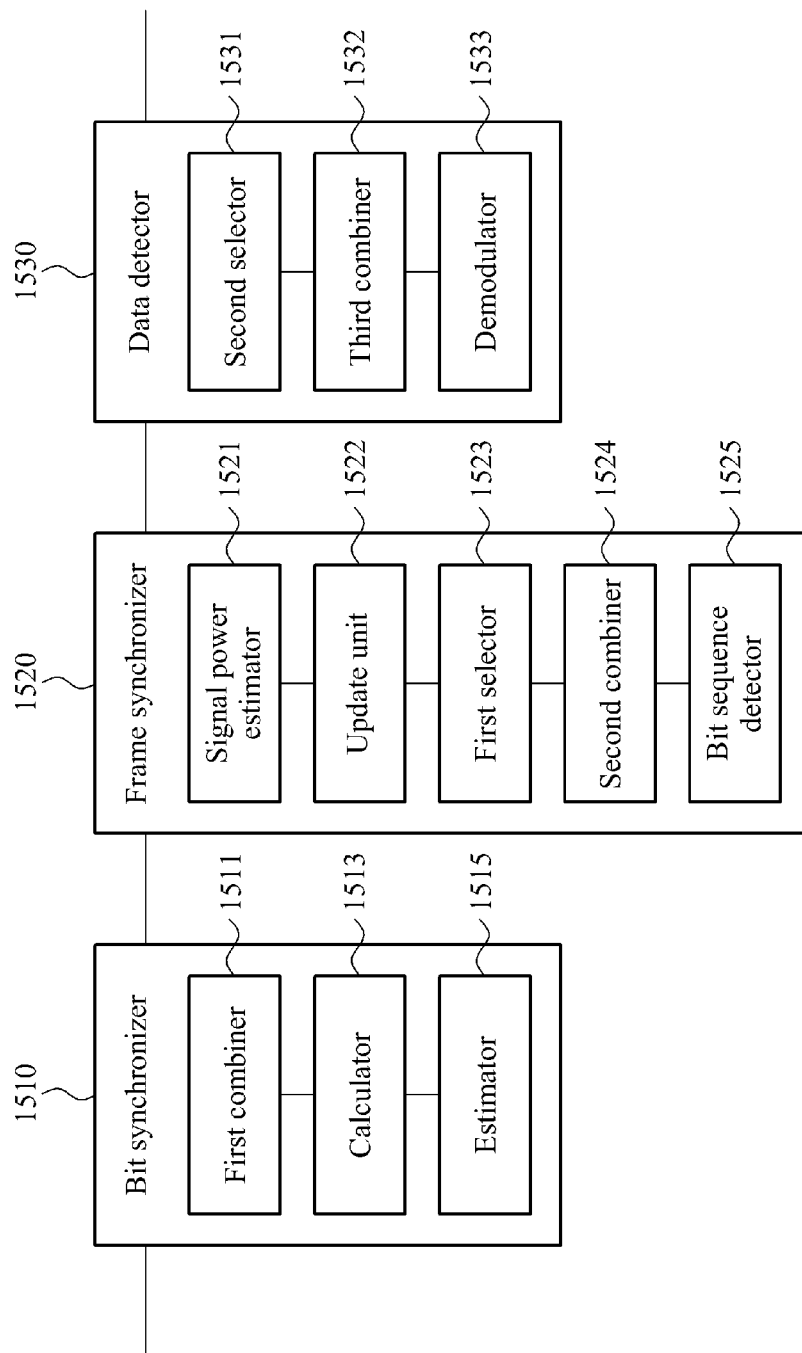 1510
Bit synchronizer
First combiner
1511
Calculator
1513
Estimator
1515
1520
Frame synchronizer
Signal power
estimator
1521
Update unit
1522
First selector
1523
Second combiner
1524
Bit sequence
detector
1525
1530
Data detector
Second selector
1531
Third combiner
1532
Demodulator
1533